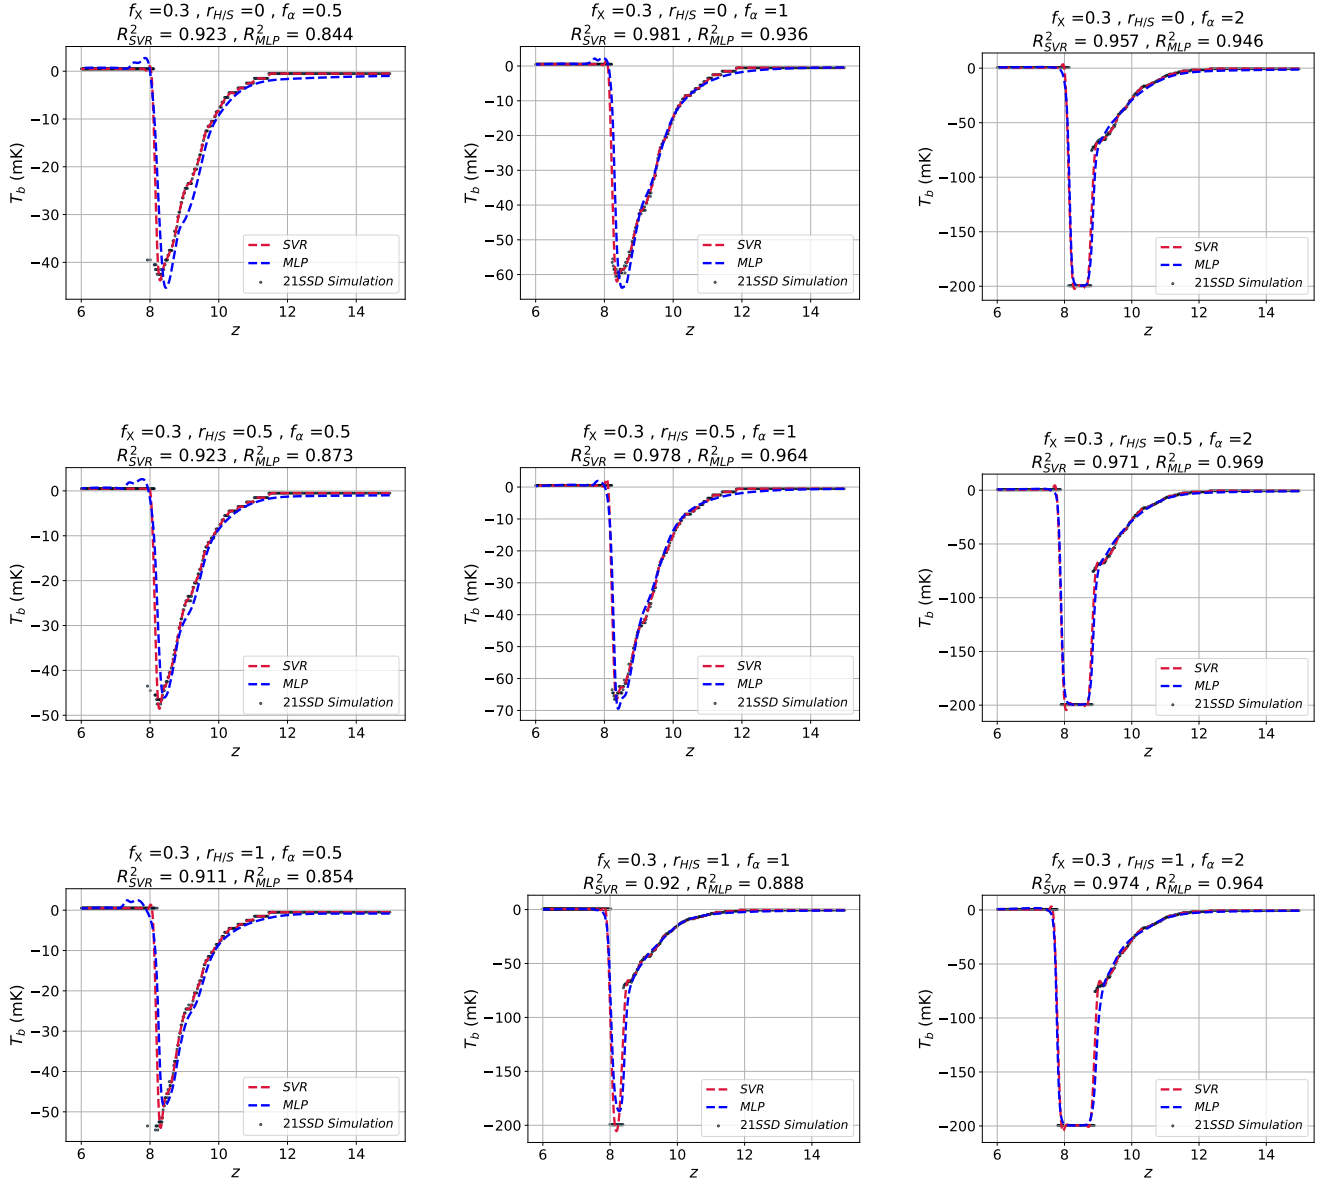 f_X =0.3 , r_H/S =0 , f_α =0.5
R²_SVR = 0.923 , R²_MLP = 0.844
0
−10
−20
−30
−40
T_b (mK)
6 8 10 12 14
z
SVR
MLP
21SSD Simulation
f_X =0.3 , r_H/S =0 , f_α =1
R²_SVR = 0.981 , R²_MLP = 0.936
0
−10
−20
−30
−40
−50
−60
T_b (mK)
6 8 10 12 14
z
SVR
MLP
21SSD Simulation
f_X =0.3 , r_H/S =0 , f_α =2
R²_SVR = 0.957 , R²_MLP = 0.946
0
−50
−100
−150
−200
T_b (mK)
6 8 10 12 14
z
SVR
MLP
21SSD Simulation
f_X =0.3 , r_H/S =0.5 , f_α =0.5
R²_SVR = 0.923 , R²_MLP = 0.873
0
−10
−20
−30
−40
−50
T_b (mK)
6 8 10 12 14
z
SVR
MLP
21SSD Simulation
f_X =0.3 , r_H/S =0.5 , f_α =1
R²_SVR = 0.978 , R²_MLP = 0.964
0
−10
−20
−30
−40
−50
−60
−70
T_b (mK)
6 8 10 12 14
z
SVR
MLP
21SSD Simulation
f_X =0.3 , r_H/S =0.5 , f_α =2
R²_SVR = 0.971 , R²_MLP = 0.969
0
−50
−100
−150
−200
T_b (mK)
6 8 10 12 14
z
SVR
MLP
21SSD Simulation
f_X =0.3 , r_H/S =1 , f_α =0.5
R²_SVR = 0.911 , R²_MLP = 0.854
0
−10
−20
−30
−40
−50
T_b (mK)
6 8 10 12 14
z
SVR
MLP
21SSD Simulation
f_X =0.3 , r_H/S =1 , f_α =1
R²_SVR = 0.92 , R²_MLP = 0.888
0
−50
−100
−150
−200
T_b (mK)
6 8 10 12 14
z
SVR
MLP
21SSD Simulation
f_X =0.3 , r_H/S =1 , f_α =2
R²_SVR = 0.974 , R²_MLP = 0.964
0
−50
−100
−150
−200
T_b (mK)
6 8 10 12 14
z
SVR
MLP
21SSD Simulation